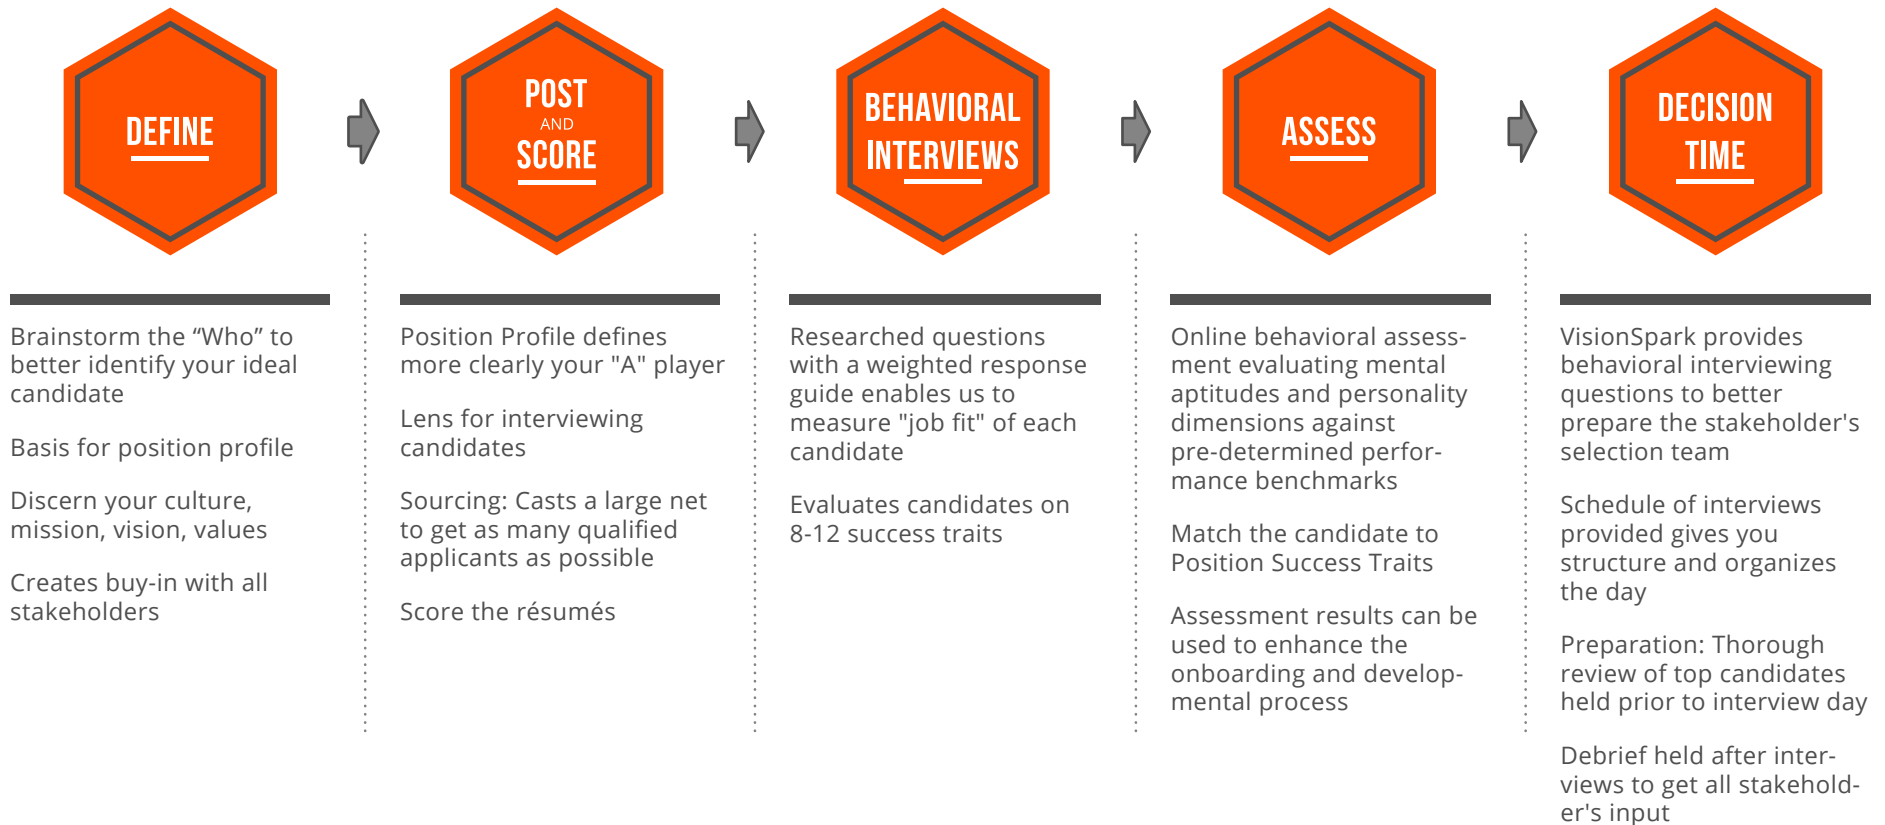 DEFINE
Brainstorm the “Who” to
better identify your ideal
candidate
Basis for position profile
Discern your culture,
mission, vision, values
Creates buy-in with all
stakeholders
POST
AND
SCORE
Position Profile defines
more clearly your "A" player
Lens for interviewing
candidates
Sourcing: Casts a large net
to get as many qualified
applicants as possible
Score the résumés
BEHAVIORAL
INTERVIEWS
Researched questions
with a weighted response
guide enables us to
measure "job fit" of each
candidate
Evaluates candidates on
8-12 success traits
ASSESS
Online behavioral assess-
ment evaluating mental
aptitudes and personality
dimensions against
pre-determined perfor-
mance benchmarks
Match the candidate to
Position Success Traits
Assessment results can be
used to enhance the
onboarding and develop-
mental process
DECISION
TIME
VisionSpark provides
behavioral interviewing
questions to better
prepare the stakeholder's
selection team
Schedule of interviews
provided gives you
structure and organizes
the day
Preparation: Thorough
review of top candidates
held prior to interview day
Debrief held after inter-
views to get all stakehold-
er's input